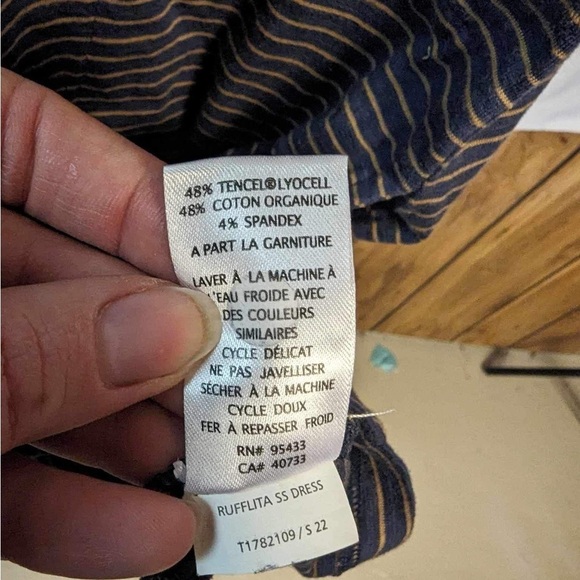 48% TENCEL®LYOCELL
48% COTON ORGANIQUE
4% SPANDEX
A PART LA GARNITURE
LAVER À LA MACHINE À
L'EAU FROIDE AVEC
DES COULEURS
SIMILAIRES
CYCLE DÉLICAT
NE PAS JAVELLISER
SÉCHER À LA MACHINE
CYCLE DOUX
FER À REPASSER FROID
RN# 95433
CA# 40733
RUFFLITA SS DRESS
T1782109 / S 22